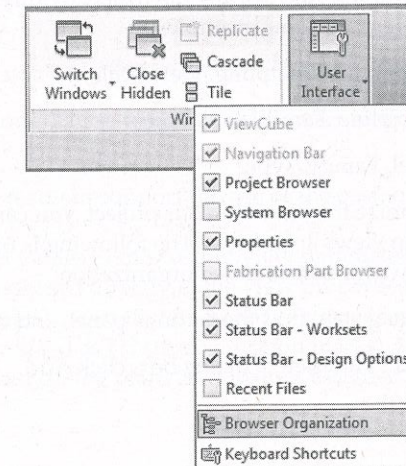 Replicate
Switch Windows
Close Hidden
Cascade
Tile
User Interface
Win
ViewCube
Navigation Bar
Project Browser
System Browser
Properties
Fabrication Part Browser
Status Bar
Status Bar - Worksets
Status Bar - Design Options
Recent Files
Browser Organization
Keyboard Shortcuts